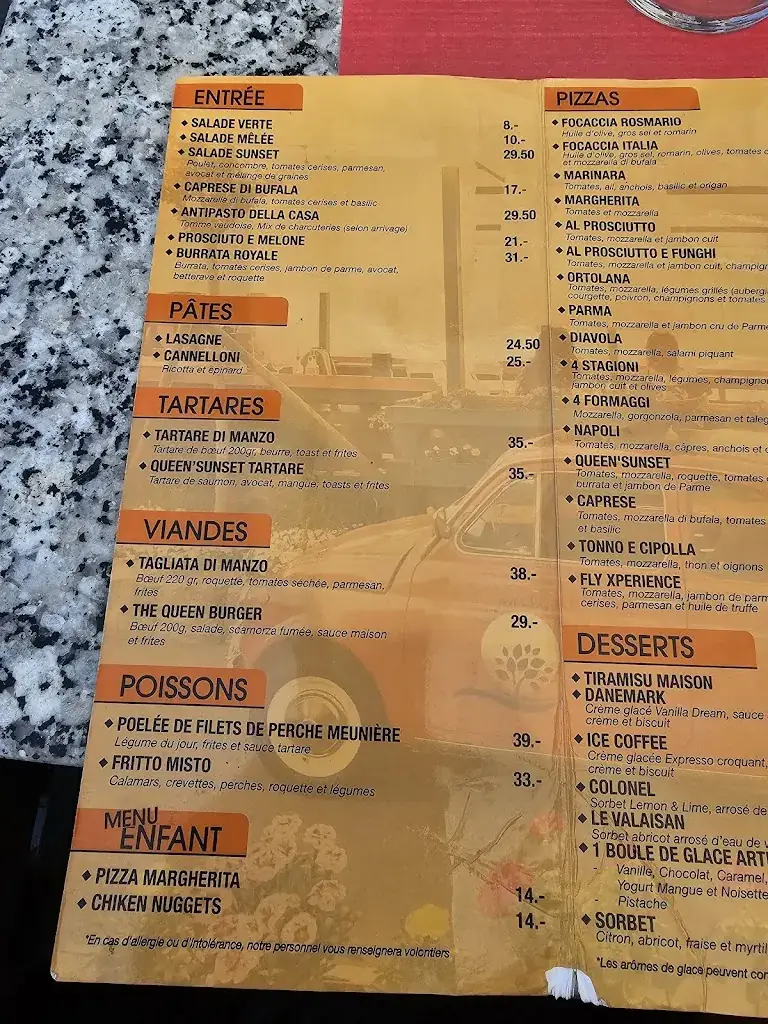 ENTRÉE
SALADE VERTE 8.-
SALADE MÊLÉE 10.-
SALADE SUNSET 29.50
Poulet, concombre, tomates cerises, parmesan,
avocat et mélange de graines
CAPRESE DI BUFALA 17.-
Mozzarella di bufala, tomates cerises et basilic
ANTIPASTO DELLA CASA 29.50
Tomme vaudoise, Mix de charcuteries (selon arrivage)
PROSCIUTO E MELONE 21.-
BURRATA ROYALE 31.-
Burrata, tomates cerises, jambon de parme, avocat,
betterave et roquette
PÂTES
LASAGNE 24.50
CANNELLONI 25.-
Ricotta et épinard
TARTARES
TARTARE DI MANZO 35.-
Tartare de bœuf 200gr, beurre, toast et frites
QUEEN'SUNSET TARTARE 35.-
Tartare de saumon, avocat, mangue, toasts et frites
VIANDES
TAGLIATA DI MANZO 38.-
Bœuf 220 gr, roquette, tomates séchée, parmesan,
frites
THE QUEEN BURGER 29.-
Bœuf 200g, salade, scamorza fumée, sauce maison
et frites
POISSONS
POELÉE DE FILETS DE PERCHE MEUNIÈRE 39.-
Légume du jour, frites et sauce tartare
FRITTO MISTO 33.-
Calamars, crevettes, perches, roquette et légumes
MENU
ENFANT
PIZZA MARGHERITA 14.-
CHIKEN NUGGETS 14.-
*En cas d'allergie ou d'intolérance, notre personnel vous renseignera volontiers
PIZZAS
FOCACCIA ROSMARIO
Huile d'olive, gros sel et romarin
FOCACCIA ITALIA
Huile d'olive, gros sel, romarin, olives, tomates
et mozzarella di bufala
MARINARA
Tomates, ail, anchois, basilic et origan
MARGHERITA
Tomates et mozzarella
AL PROSCIUTTO
Tomates, mozzarella et jambon cuit
AL PROSCIUTTO E FUNGHI
Tomates, mozzarella et jambon cuit, champig
ORTOLANA
Tomates, mozzarella, légumes grillés (auberg
courgette, poivron, champignons et tomates
PARMA
Tomates, mozzarella et jambon cru de Parme
DIAVOLA
Tomates, mozzarella, salami piquant
4 STAGIONI
Tomates, mozzarella, légumes, champignon
jambon cuit et olives
4 FORMAGGI
Mozzarella, gorgonzola, parmesan et taleg
NAPOLI
Tomates, mozzarella, câpres, anchois et
QUEEN'SUNSET
Tomates, mozzarella, roquette, tomates
burrata et jambon de Parme
CAPRESE
Tomates, mozzarella di bufala, tomates
et basilic
TONNO E CIPOLLA
Tomates, mozzarella, thon et oignons
FLY XPERIENCE
Tomates, mozzarella, jambon de parm
cerises, parmesan et huile de truffe
DESSERTS
TIRAMISU MAISON
DANEMARK
Crème glacé Vanilla Dream, sauce
crème et biscuit
ICE COFFEE
Crème glacée Expresso croquant,
crème et biscuit
COLONEL
Sorbet Lemon & Lime, arrosé de
LE VALAISAN
Sorbet abricot arrosé d'eau de
1 BOULE DE GLACE ARTI
- Vanille, Chocolat, Caramel,
Yogurt Mangue et Noisette
- Pistache
SORBET
Citron, abricot, fraise et myrtil
*Les arômes de glace peuvent con